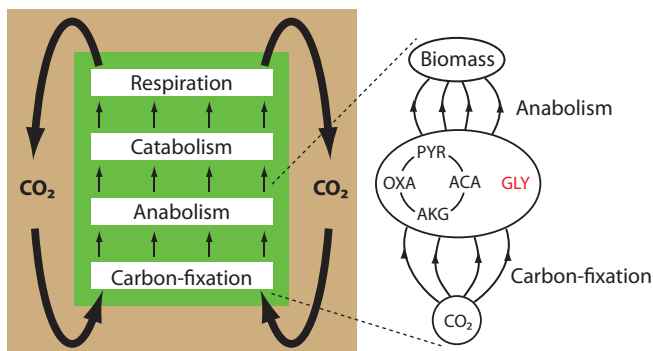 Respiration
Catabolism
CO₂
CO₂
Anabolism
Carbon-fixation
Biomass
Anabolism
PYR
OXA
ACA
GLY
AKG
Carbon-fixation
CO₂